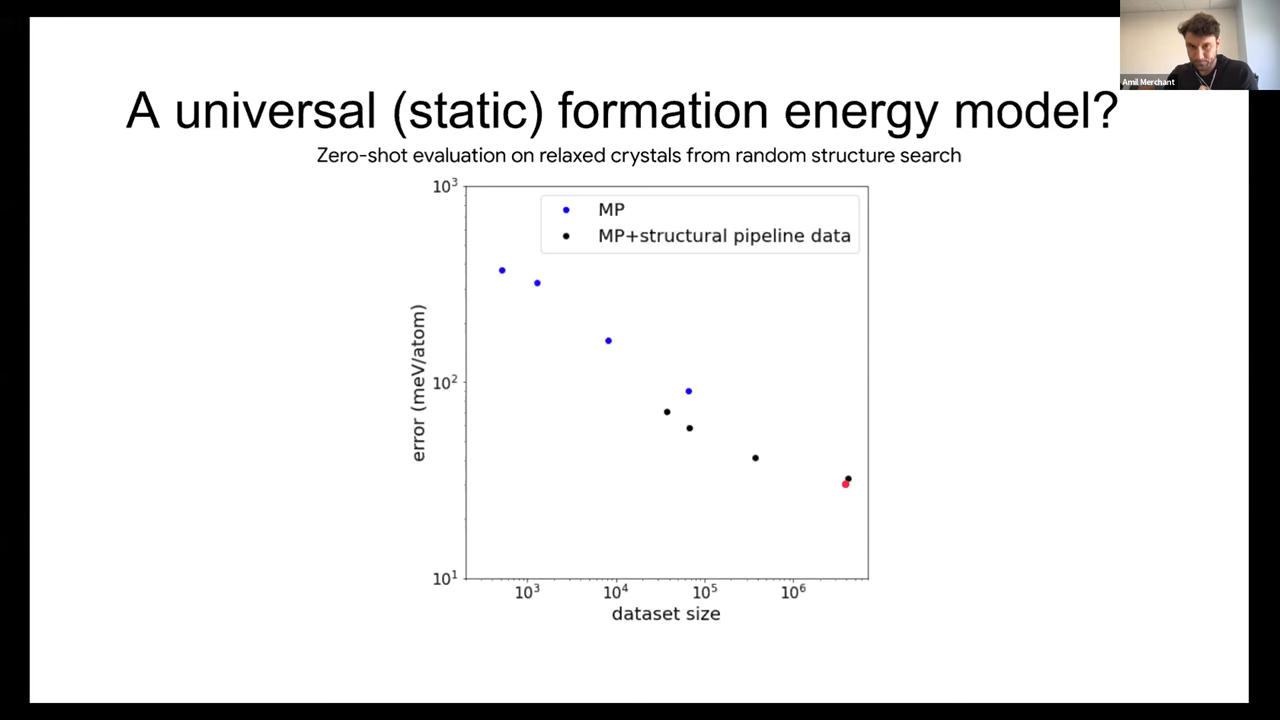 Amil Merchant
A universal (static) formation energy model?
Zero-shot evaluation on relaxed crystals from random structure search
10³
MP
MP+structural pipeline data
error (meV/atom)
10²
10¹
10³
10⁴
10⁵
10⁶
dataset size